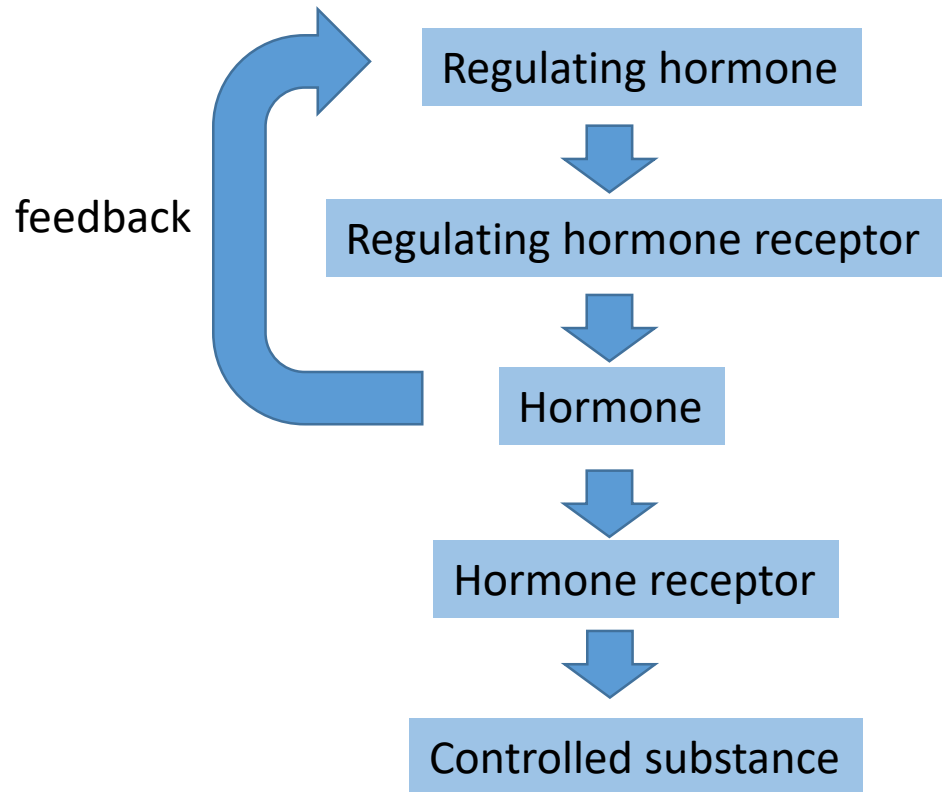 Regulating hormone
feedback
Regulating hormone receptor
Hormone
Hormone receptor
Controlled substance